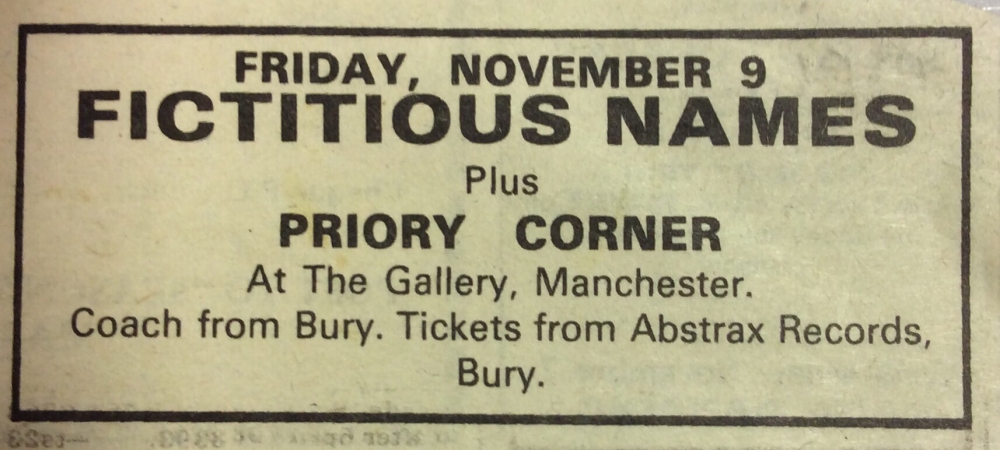 FRIDAY, NOVEMBER 9
FICTITIOUS NAMES
Plus
PRIORY CORNER
At The Gallery, Manchester.
Coach from Bury. Tickets from Abstrax Records,
Bury.